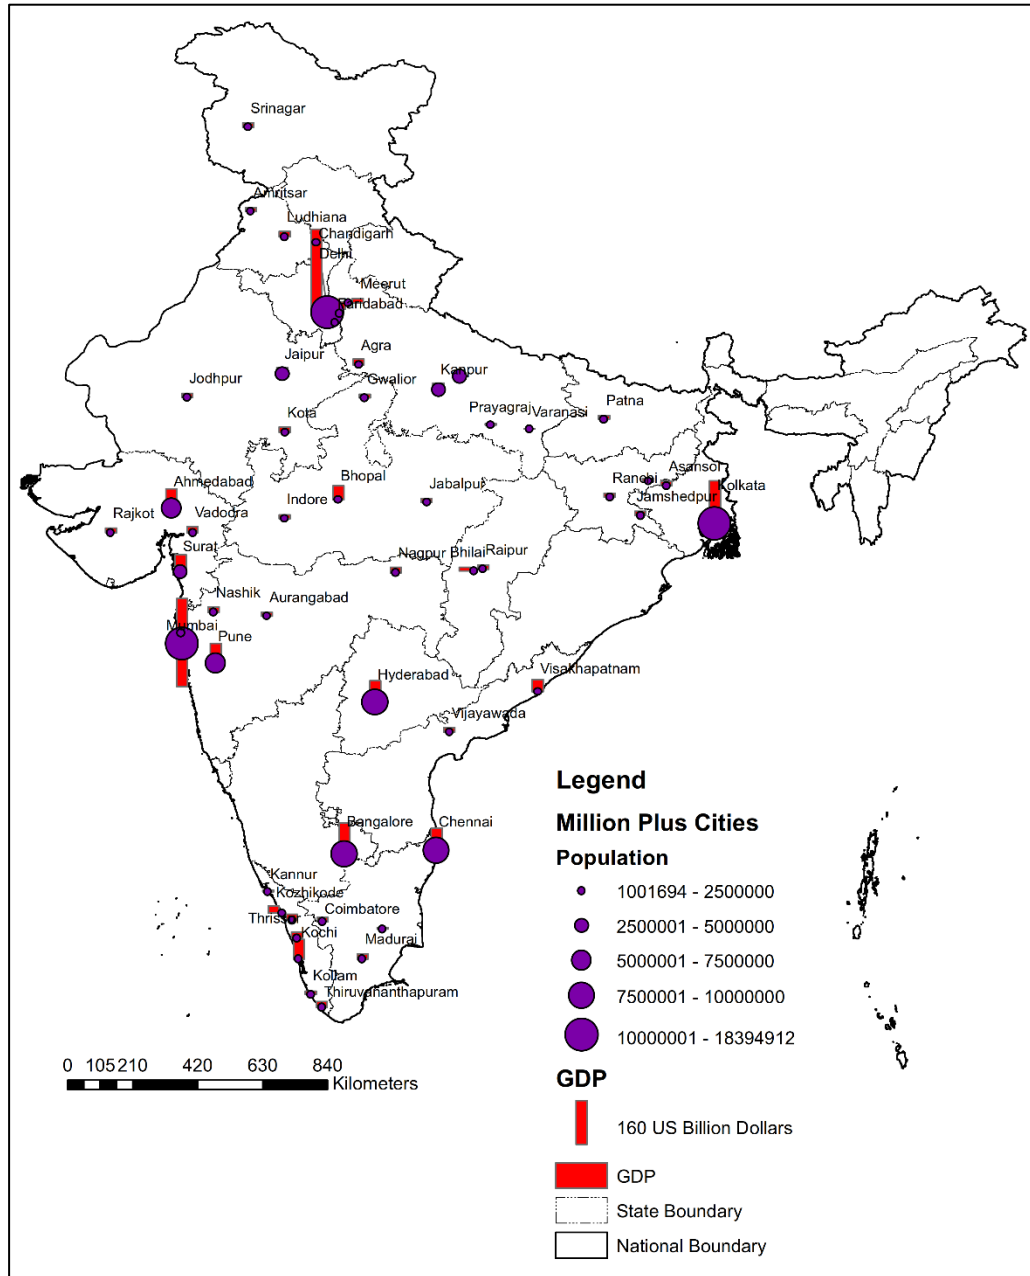 Srinagar
Amritsar
Ludhiana
Chandigarh
Delhi
Meerut
Faridabad
Agra
Jaipur
Kanpur
Jodhpur
Gwalior
Kota
Prayagraj
Varanasi
Patna
Ahmedabad
Bhopal
Jabalpur
Ranchi
Asansol
Kolkata
Indore
Jamshedpur
Rajkot
Vadodra
Surat
Nagpur
Bhilai
Raipur
Nashik
Aurangabad
Mumbai
Pune
Hyderabad
Visakhapatnam
Vijayawada
Bangalore
Chennai
Kannur
Kozhikode
Thrissur
Coimbatore
Kochi
Madurai
Kollam
Thiruvananthapuram
0 105 210 420 630 840
Kilometers
Legend
Million Plus Cities
Population
1001694 - 2500000
2500001 - 5000000
5000001 - 7500000
7500001 - 10000000
10000001 - 18394912
GDP
160 US Billion Dollars
GDP
State Boundary
National Boundary